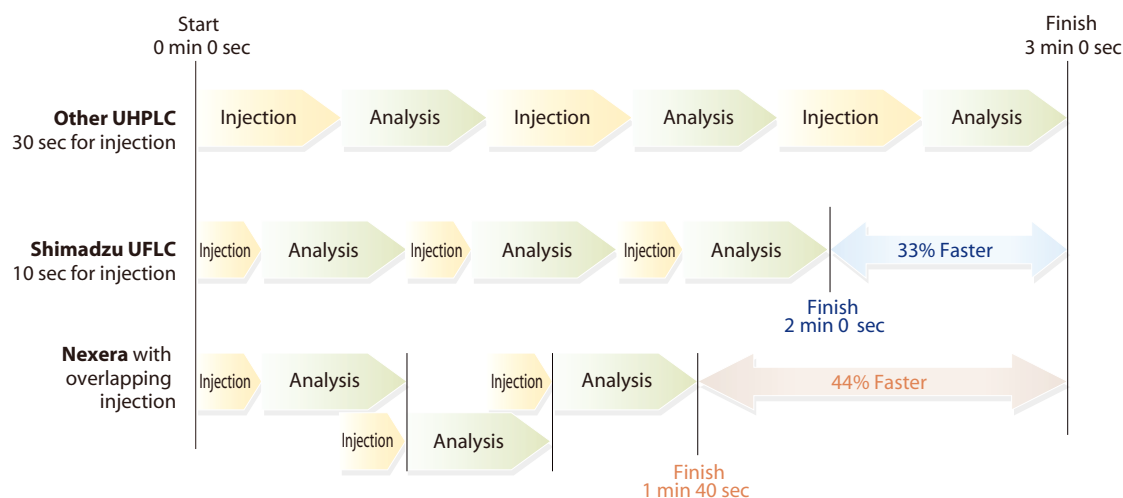 Start
0 min 0 sec
Finish
3 min 0 sec
Other UHPLC
30 sec for injection
Injection
Analysis
Injection
Analysis
Injection
Analysis
Shimadzu UFLC
10 sec for injection
Injection
Analysis
Injection
Analysis
Injection
Analysis
33% Faster
Finish
2 min 0 sec
Nexera with
overlapping
injection
Injection
Analysis
Injection
Analysis
44% Faster
Injection
Analysis
Finish
1 min 40 sec